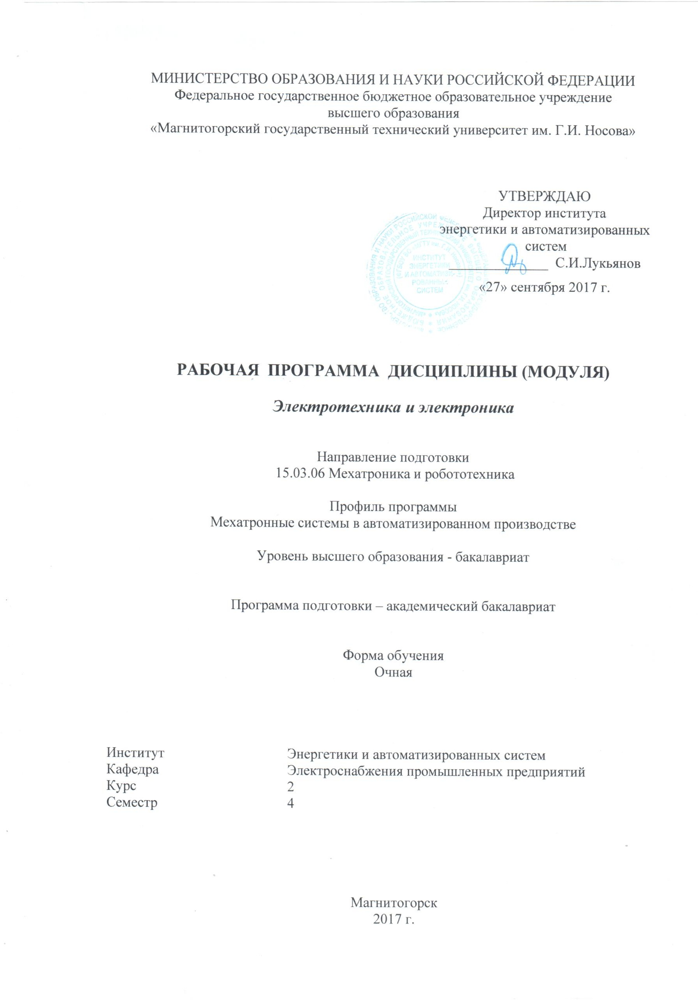 МИНИСТЕРСТВО ОБРАЗОВАНИЯ И НАУКИ РОССИЙСКОЙ ФЕДЕРАЦИИ
Федеральное государственное бюджетное образовательное учреждение
высшего образования
«Магнитогорский государственный технический университет им. Г.И. Носова»
УТВЕРЖДАЮ
Директор института
энергетики и автоматизированных
систем
С.И.Лукьянов
«27» сентября 2017 г.
ИНСТИТУТ
ЭНЕРГЕТИКИ
И АВТОМАТИЗИ-
РОВАННЫХ
СИСТЕМ
РАБОЧАЯ ПРОГРАММА ДИСЦИПЛИНЫ (МОДУЛЯ)
Электротехника и электроника
Направление подготовки
15.03.06 Мехатроника и робототехника
Профиль программы
Мехатронные системы в автоматизированном производстве
Уровень высшего образования - бакалавриат
Программа подготовки – академический бакалавриат
Форма обучения
Очная
Институт Энергетики и автоматизированных систем
Кафедра Электроснабжения промышленных предприятий
Курс 2
Семестр 4
Магнитогорск
2017 г.